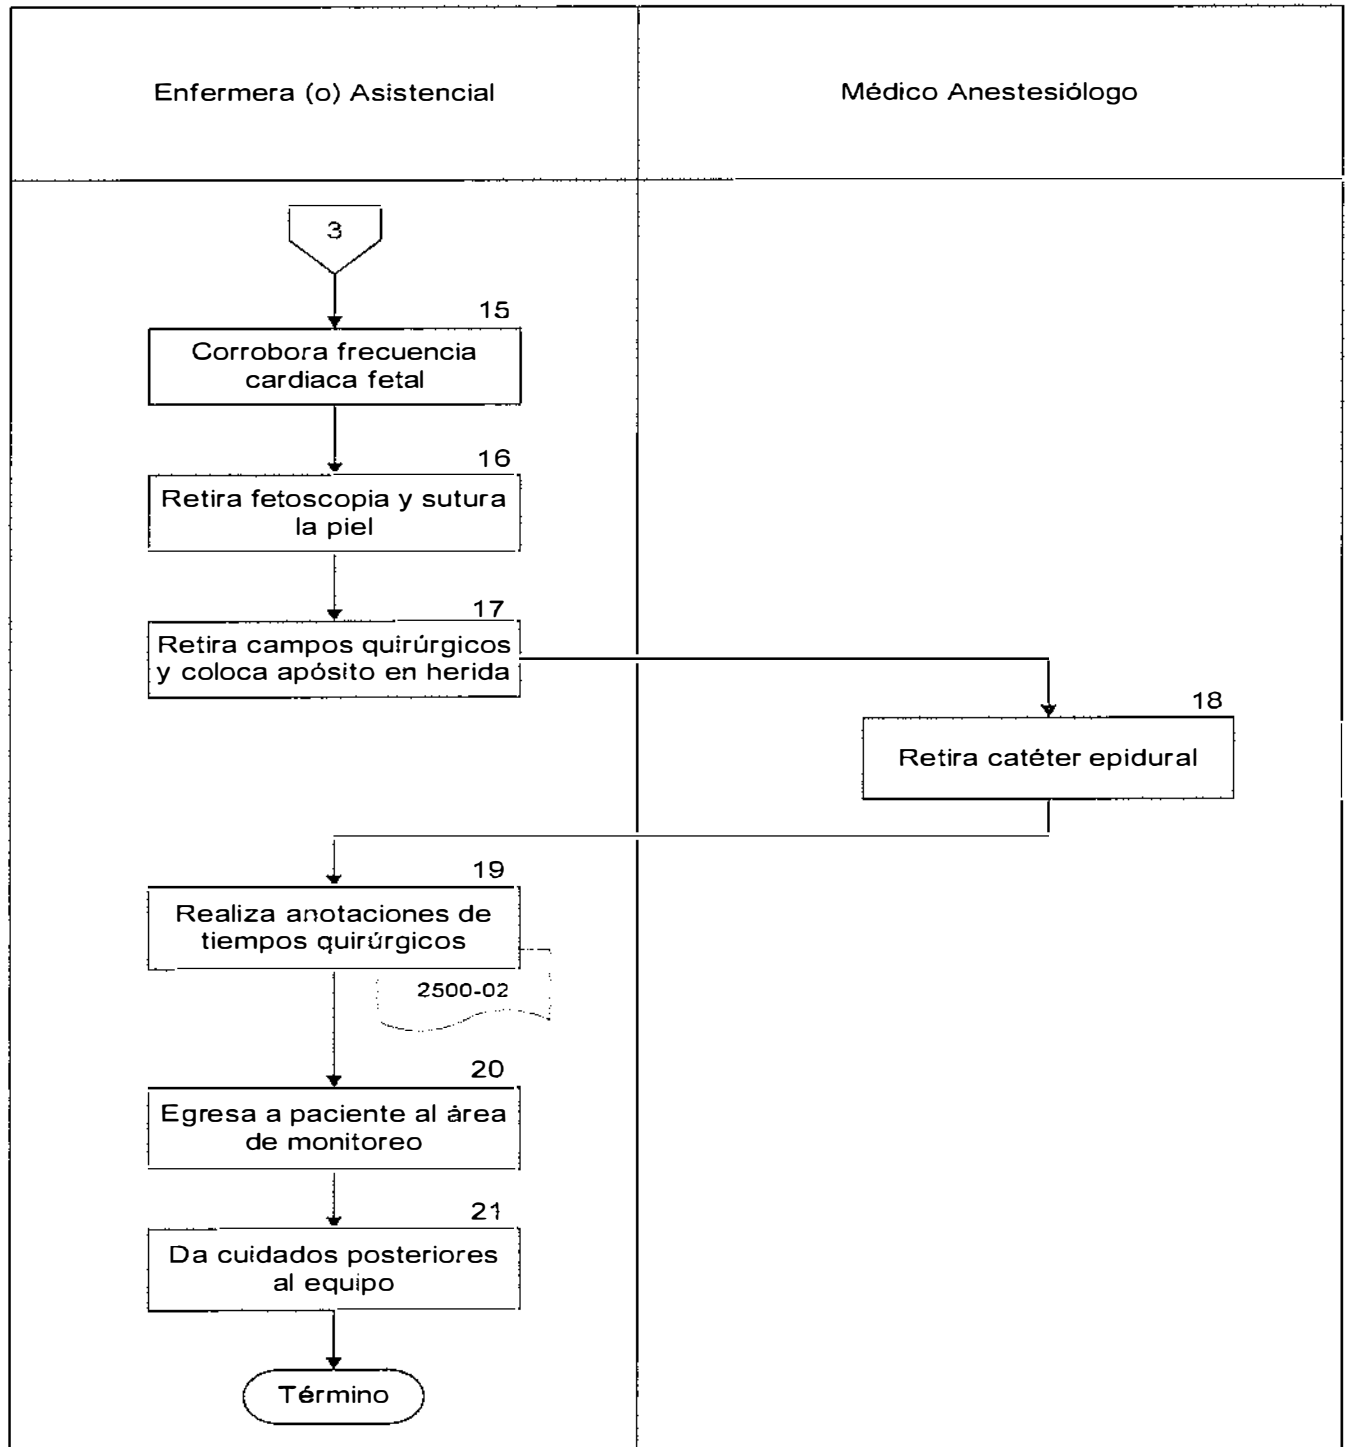 Enfermera (o) Asistencial
Médico Anestesiólogo
3
15
Corrobora frecuencia
cardiaca fetal
16
Retira fetoscopia y sutura
la piel
17
Retira campos quirúrgicos
y coloca apósito en herida
18
Retira catéter epidural
19
Realiza anotaciones de
tiempos quirúrgicos
2500-02
20
Egresa a paciente al área
de monitoreo
21
Da cuidados posteriores
al equipo
Término